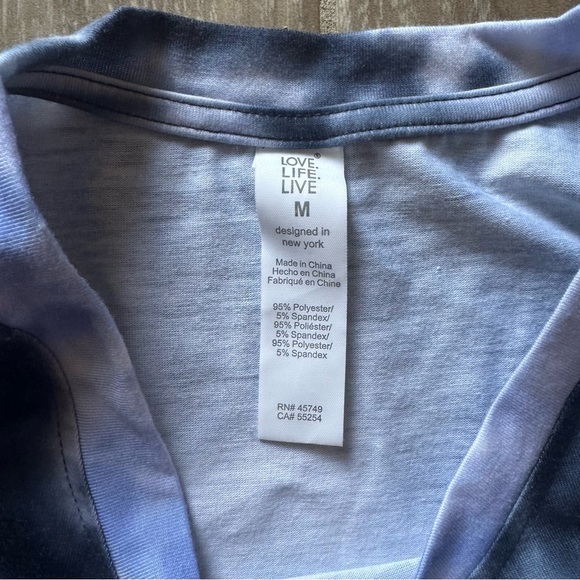 LOVE.®
LIFE.
LIVE
M
designed in
new york
Made in China
Hecho en China
Fabriqué en Chine
95% Polyester/
5% Spandex/
95% Poliéster/
5% Spandex/
95% Polyester/
5% Spandex
RN# 45749
CA# 55254